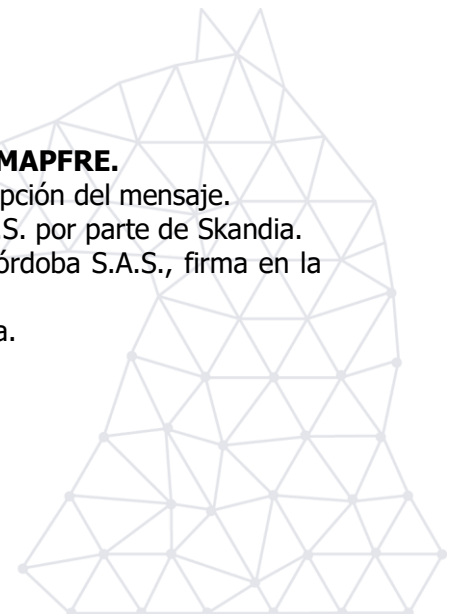 MAPFRE.
pción del mensaje.
.S. por parte de Skandia.
órdoba S.A.S., firma en la
a.